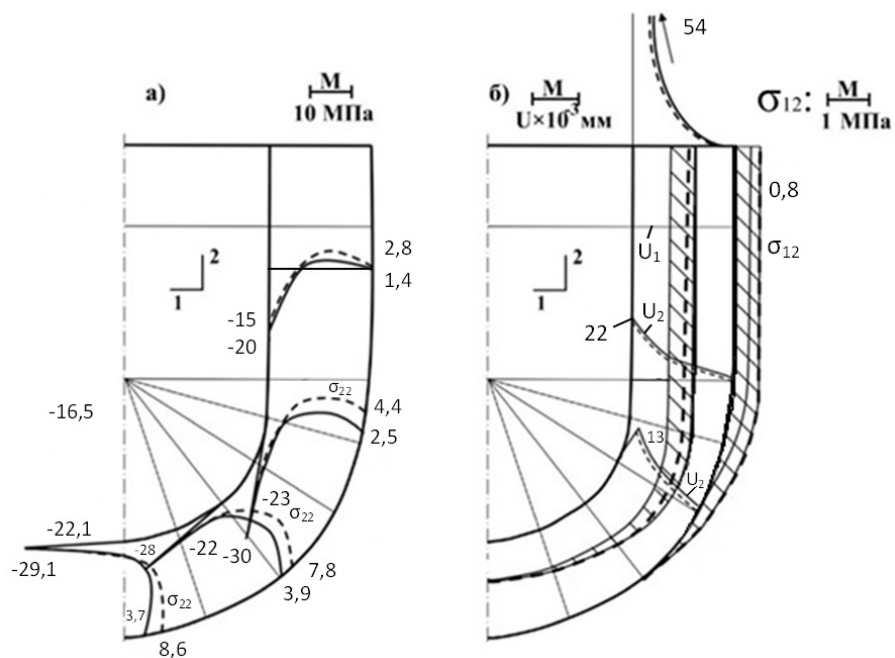 а)
М
10 МПа
2
1
2,8
1,4
-15
-20
-16,5
σ₂₂
4,4
2,5
-23
σ₂₂
-22,1
-28
-22
-30
-29,1
7,8
3,9
σ₂₂
3,7
8,6
54
б)
М
U×10⁻³ мм
σ₁₂:
М
1 МПа
0,8
U₁
σ₁₂
2
1
22
U₂
13
U₂